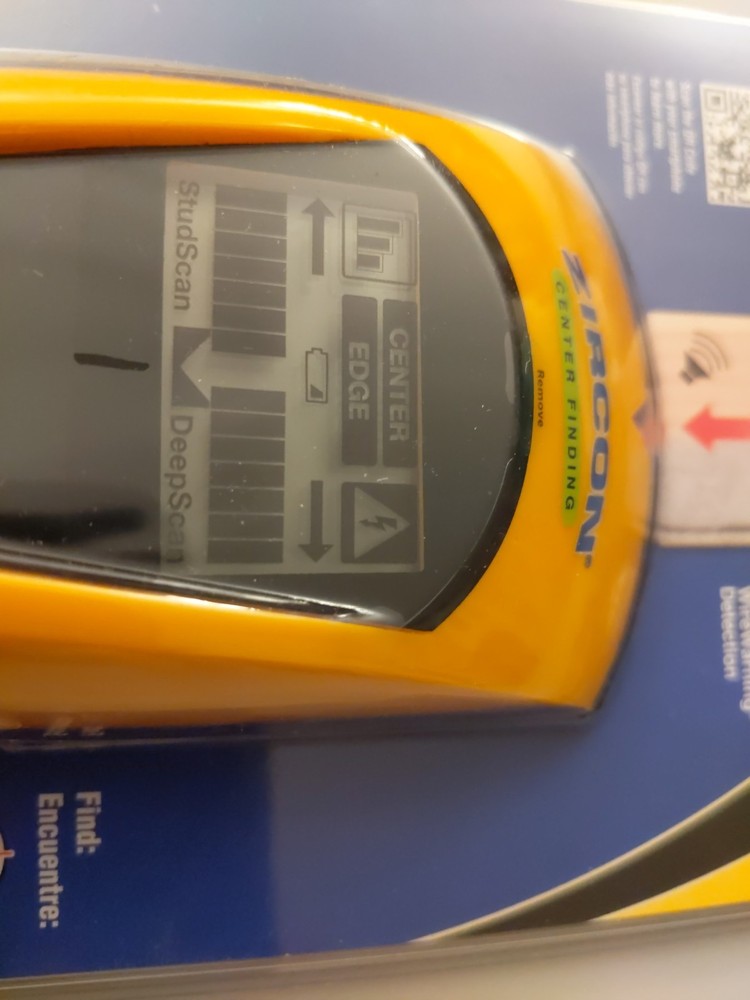 ZIRCON
CENTER FINDING
Remove
CENTER
EDGE
StudScan
DeepScan
Detection
Find:
Encuentre: